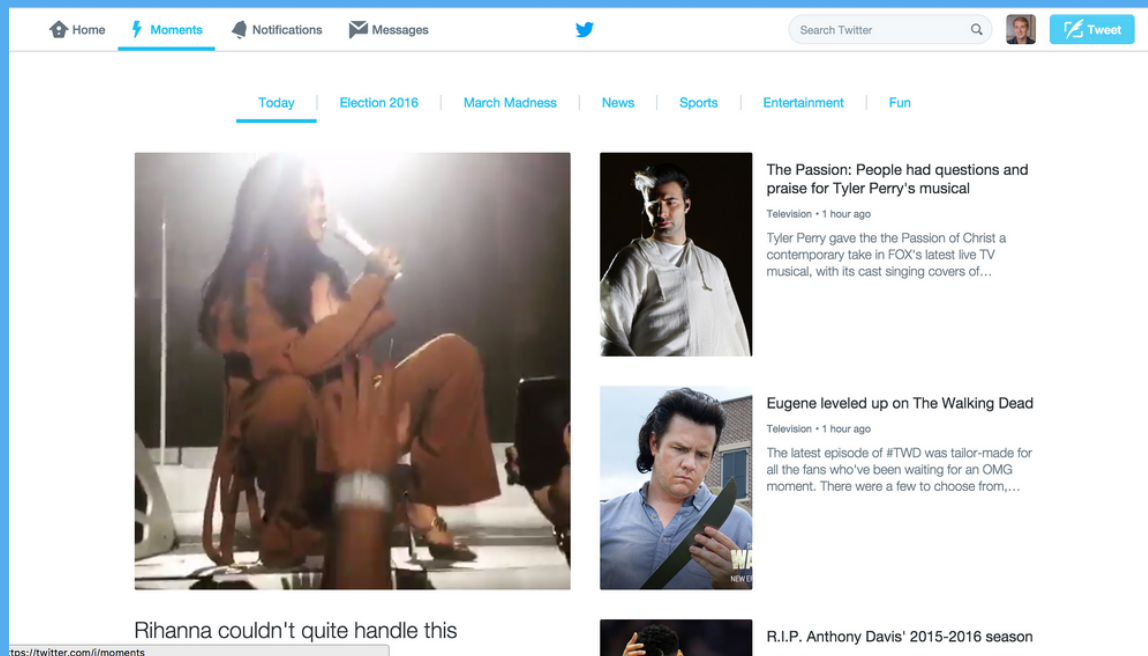 Home
Moments
Notifications
Messages
Search Twitter
Tweet
Today
Election 2016
March Madness
News
Sports
Entertainment
Fun
Rihanna couldn't quite handle this
The Passion: People had questions and
praise for Tyler Perry's musical
Television • 1 hour ago
Tyler Perry gave the the Passion of Christ a
contemporary take in FOX's latest live TV
musical, with its cast singing covers of...
Eugene leveled up on The Walking Dead
Television • 1 hour ago
The latest episode of #TWD was tailor-made for
all the fans who've been waiting for an OMG
moment. There were a few to choose from,...
WA
NEW EP
R.I.P. Anthony Davis' 2015-2016 season
tps://twitter.com/i/moments